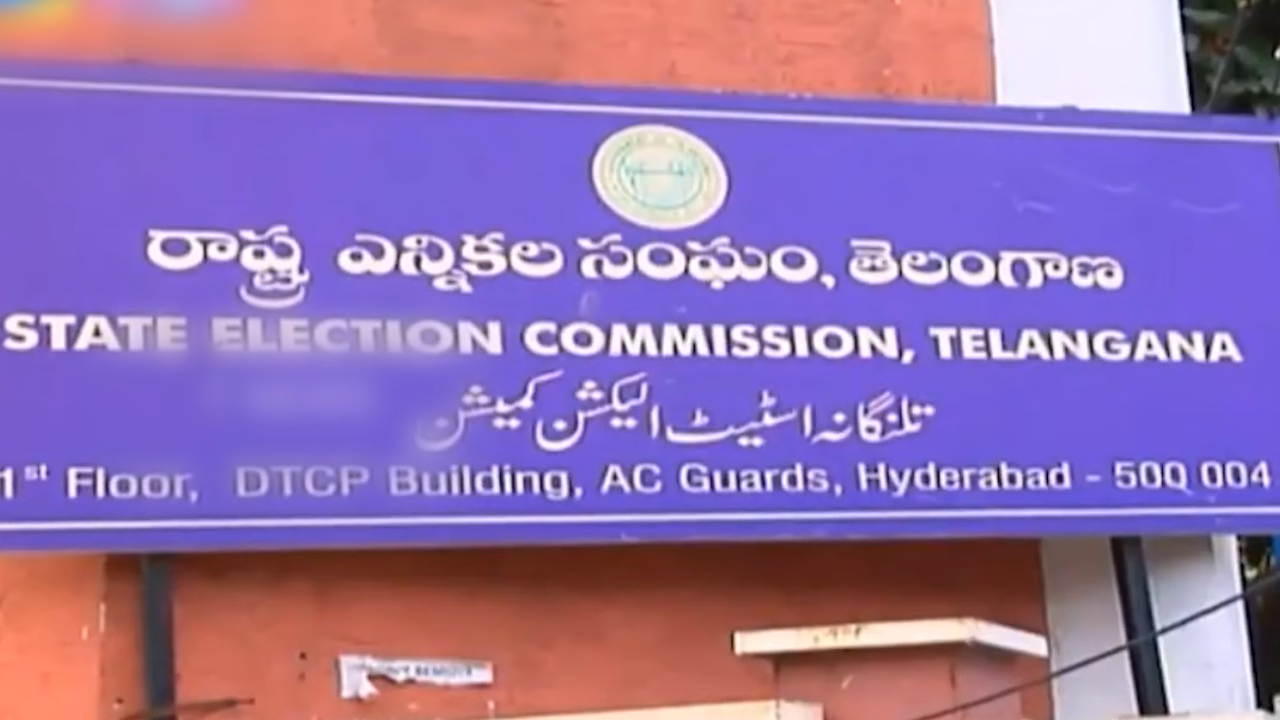 రాష్ట్ర ఎన్నికల సంఘం, తెలంగాణ
STATE ELECTION COMMISSION, TELANGANA
تلنگانہ اسٹیٹ الیکشن کمیشن
1st Floor, DTCP Building, AC Guards, Hyderabad - 500 004